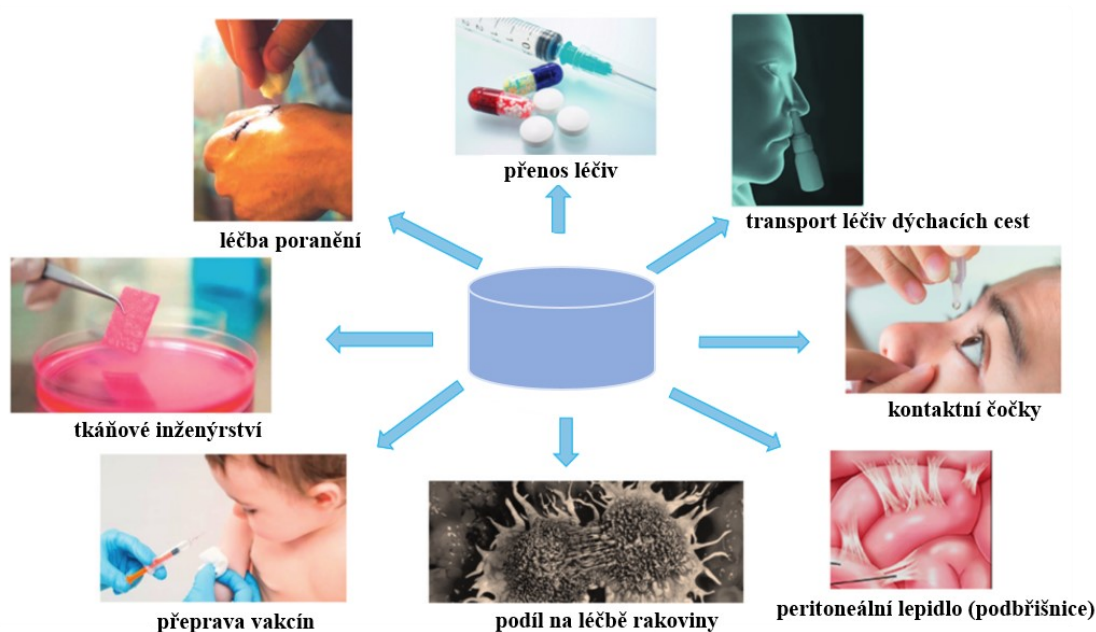 přenos léčiv
transport léčiv dýchacích cest
léčba poranění
kontaktní čočky
tkáňové inženýrství
peritoneální lepidlo (podbřišnice)
podíl na léčbě rakoviny
přeprava vakcín